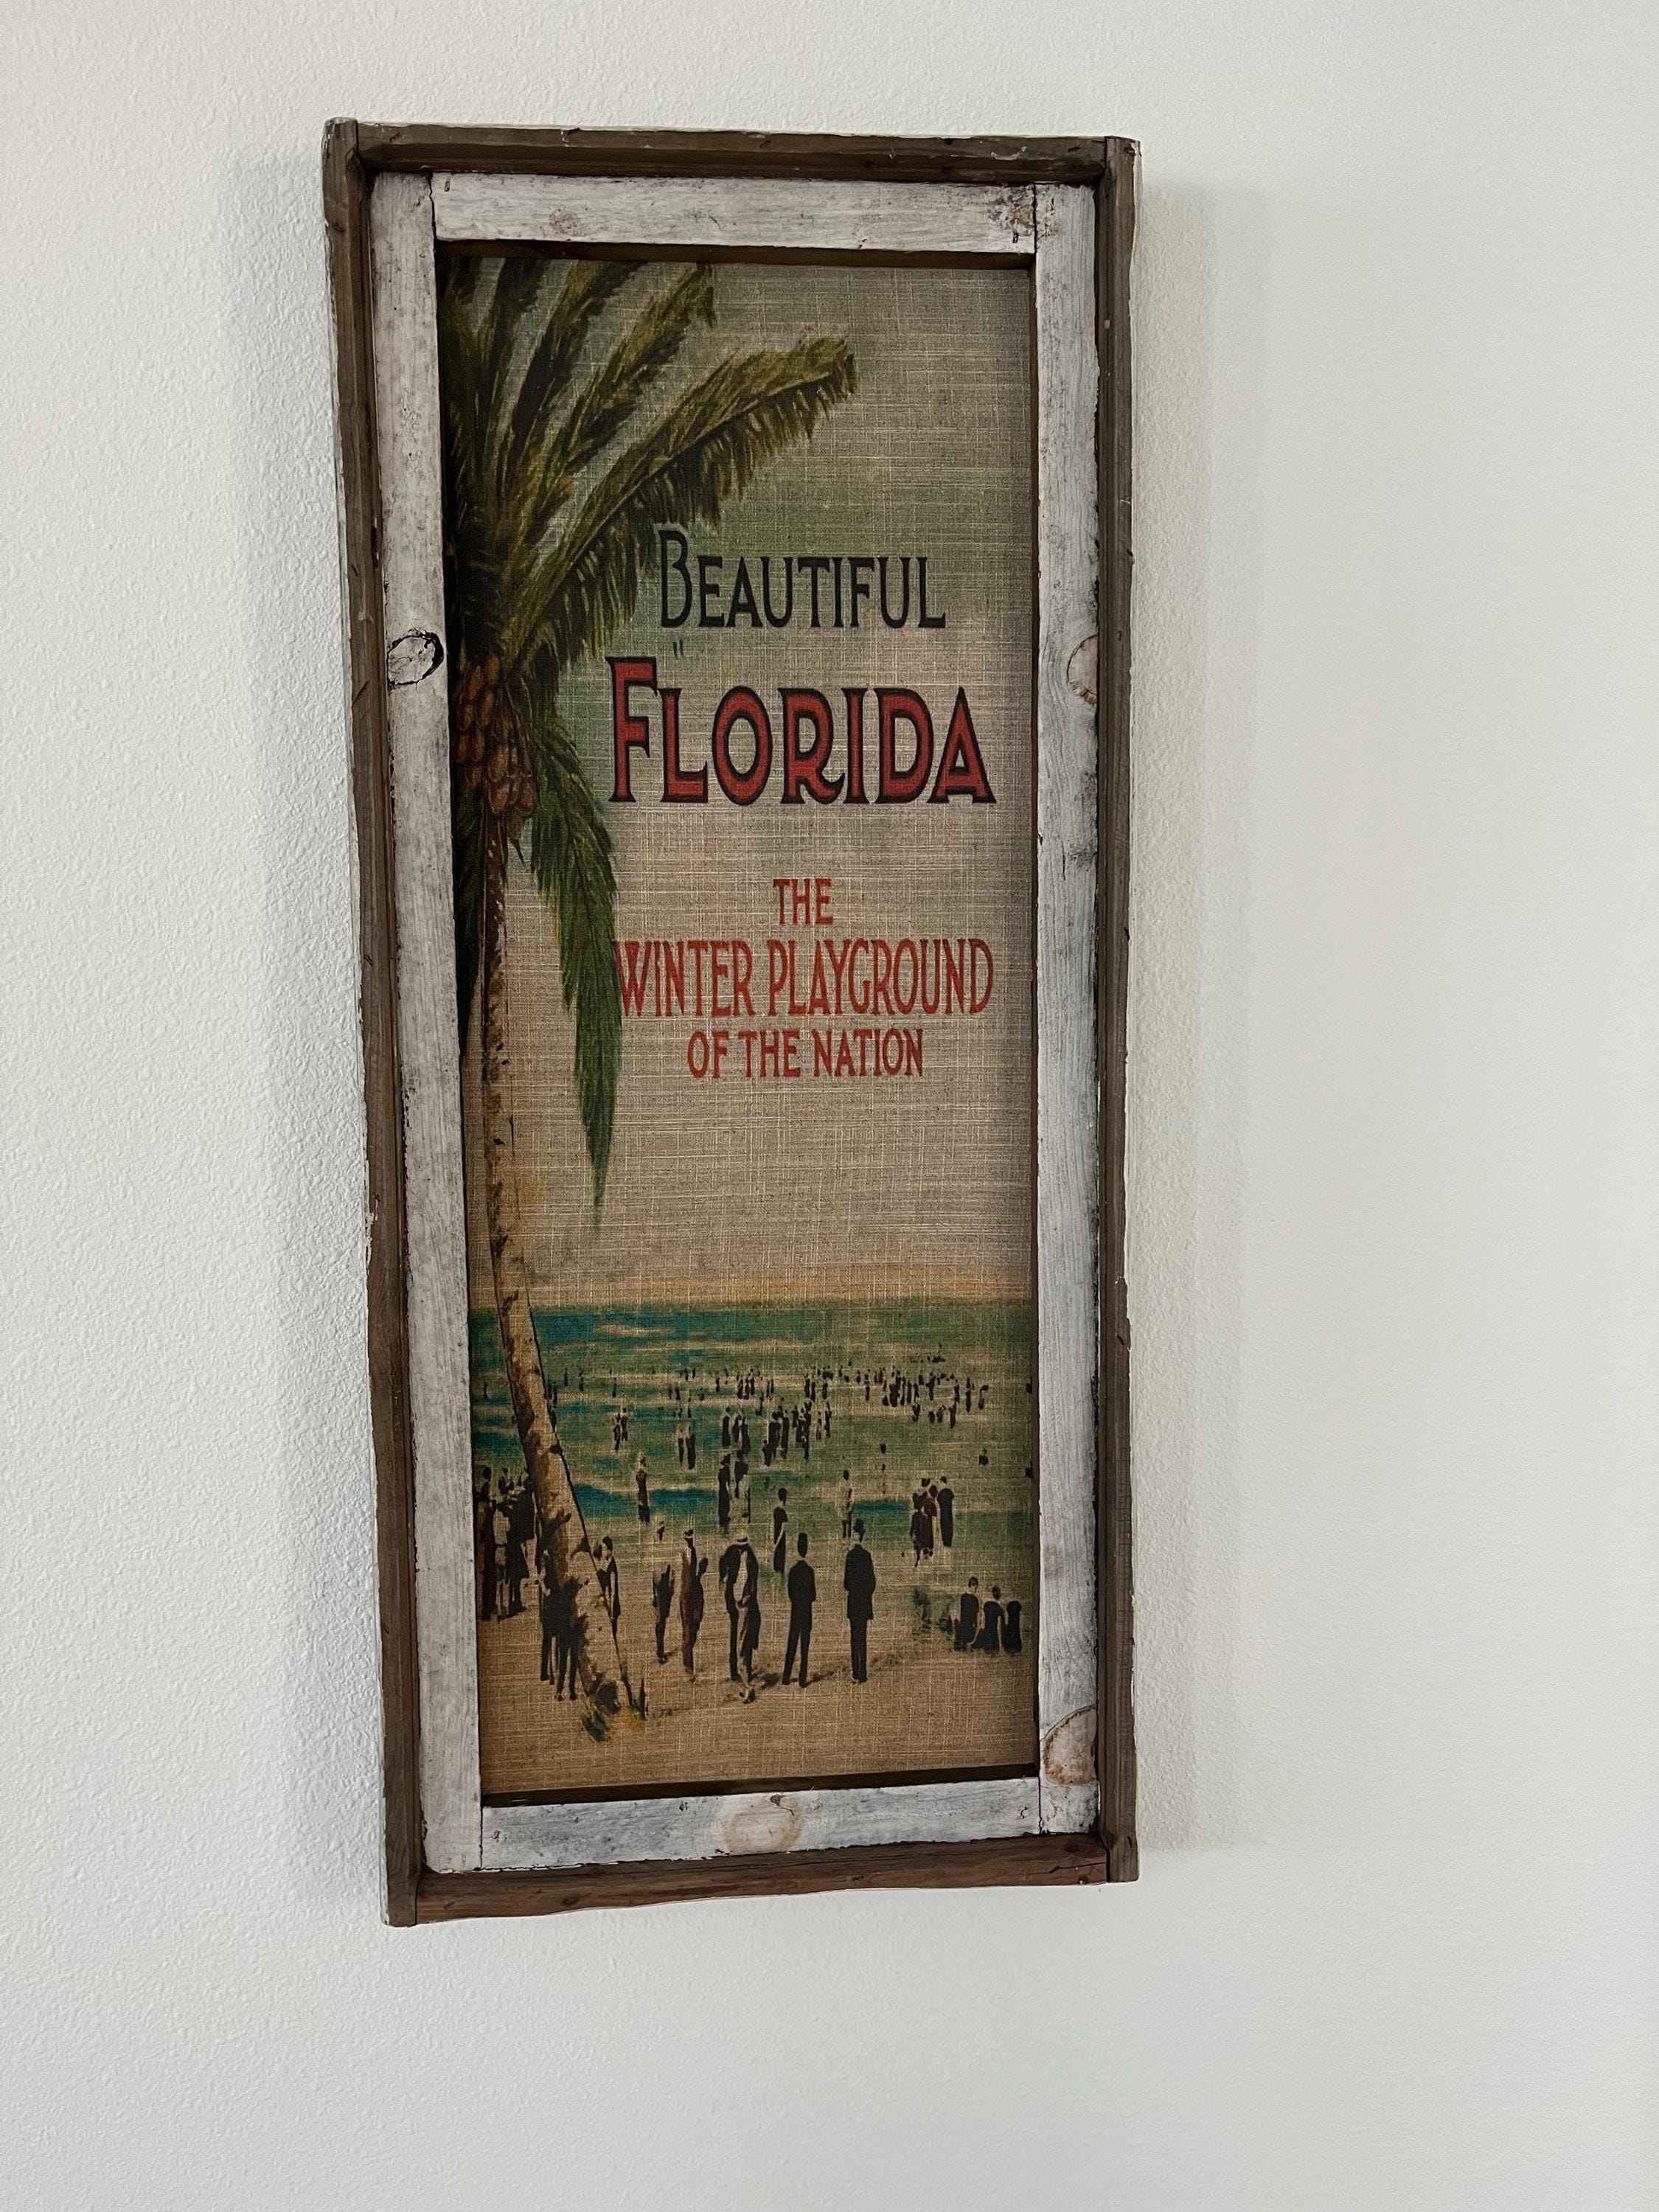 BEAUTIFUL
FLORIDA
THE
WINTER PLAYGROUND
OF THE NATION